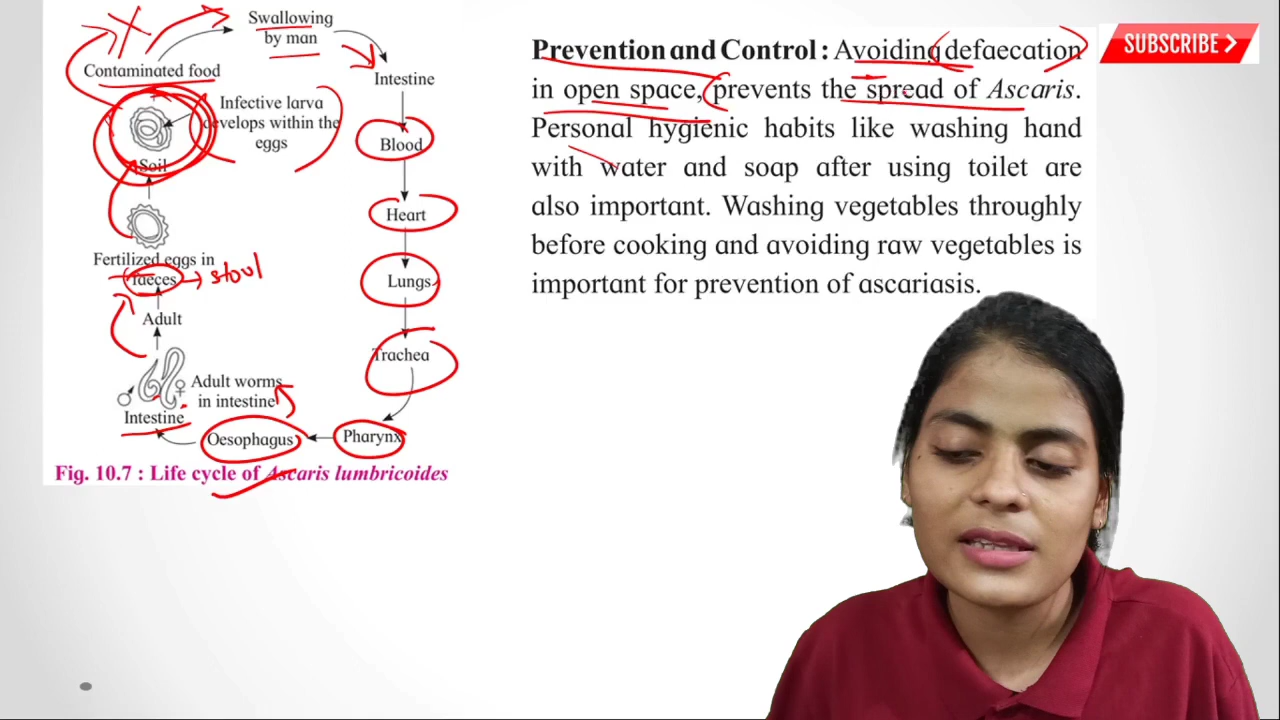 Swallowing
by man
Contaminated food
Intestine
Infective larva
develops within the
eggs
Blood
Soil
Heart
Fertilized eggs in
faeces → stool
Lungs
Adult
Trachea
Adult worms
in intestine
Intestine
Oesophagus
Pharynx
Fig. 10.7 : Life cycle of Ascaris lumbricoides
Prevention and Control : Avoiding defaecation
in open space, prevents the spread of Ascaris.
Personal hygienic habits like washing hand
with water and soap after using toilet are
also important. Washing vegetables throughly
before cooking and avoiding raw vegetables is
important for prevention of ascariasis.
SUBSCRIBE >